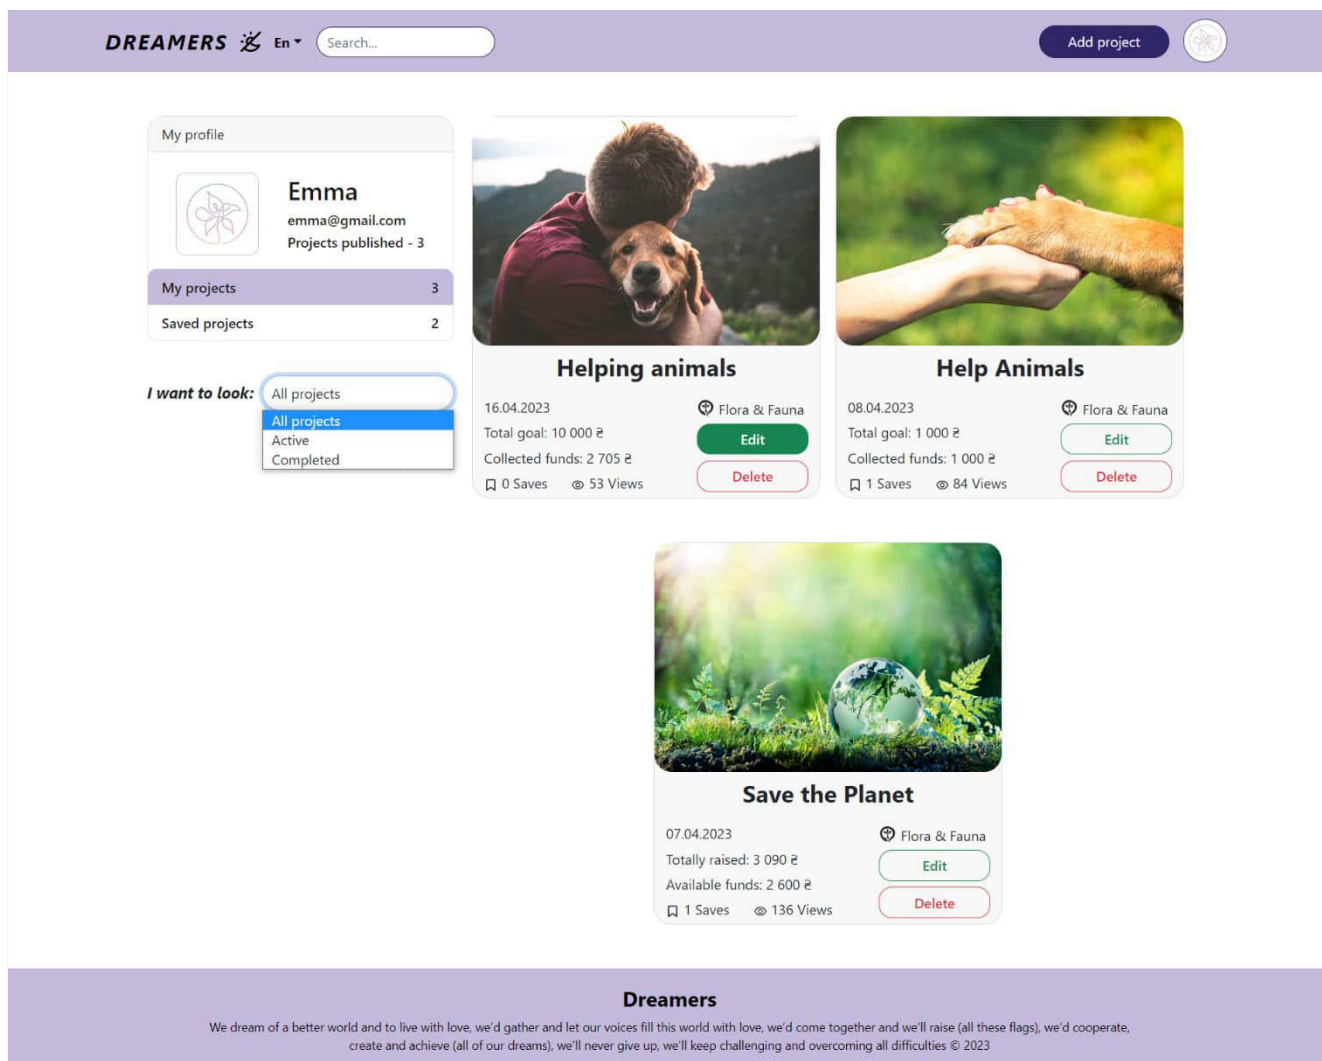 DREAMERS En Search... Add project
My profile
Emma
emma@gmail.com
Projects published - 3
My projects 3
Saved projects 2
I want to look: All projects
All projects
Active
Completed
Helping animals
16.04.2023 Flora & Fauna
Total goal: 10 000 ₴ Edit
Collected funds: 2 705 ₴
0 Saves 53 Views Delete
Help Animals
08.04.2023 Flora & Fauna
Total goal: 1 000 ₴ Edit
Collected funds: 1 000 ₴
1 Saves 84 Views Delete
Save the Planet
07.04.2023 Flora & Fauna
Totally raised: 3 090 ₴ Edit
Available funds: 2 600 ₴
1 Saves 136 Views Delete
Dreamers
We dream of a better world and to live with love, we'd gather and let our voices fill this world with love, we'd come together and we'll raise (all these flags), we'd cooperate,
create and achieve (all of our dreams), we'll never give up, we'll keep challenging and overcoming all difficulties © 2023